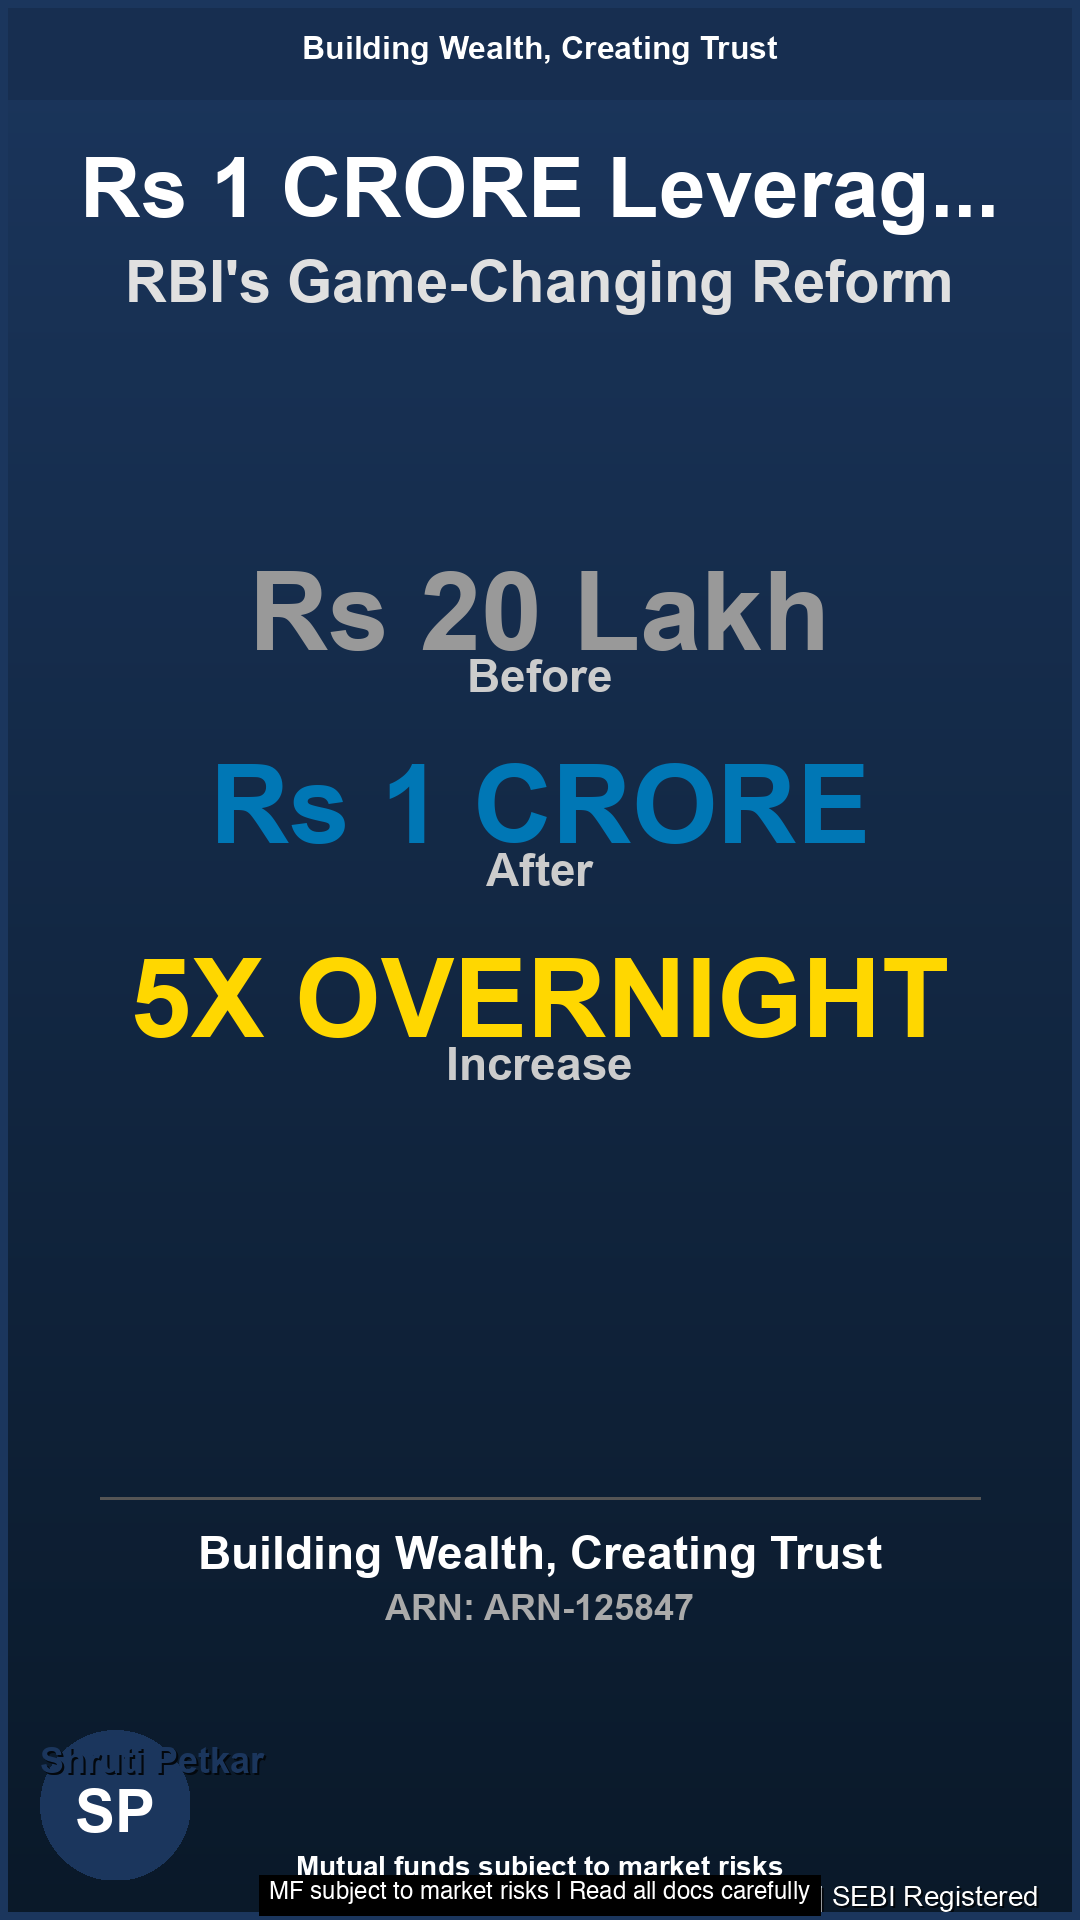 Building Wealth, Creating Trust
Rs 1 CRORE Leverag...
RBI's Game-Changing Reform
Rs 20 Lakh
Before
Rs 1 CRORE
After
5X OVERNIGHT
Increase
Building Wealth, Creating Trust
ARN: ARN-125847
Shruti Petkar
SP
Mutual funds subject to market risks
MF subject to market risks | Read all docs carefully
| SEBI Registered